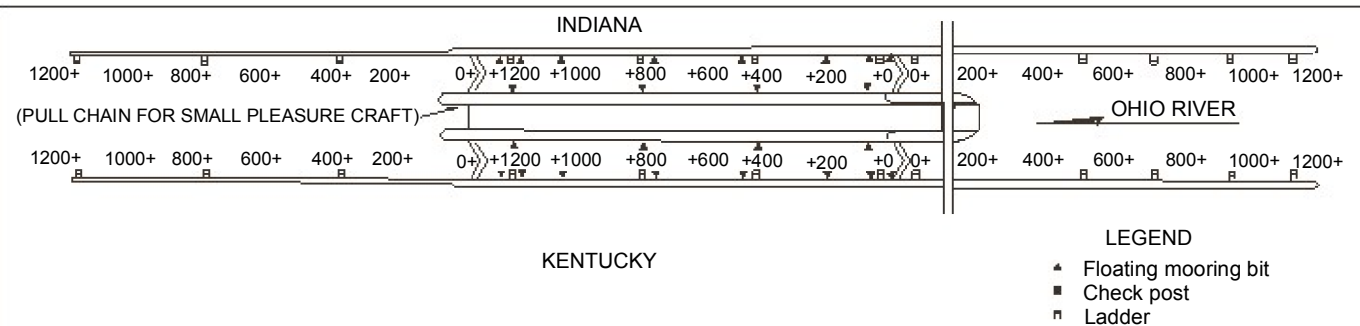 INDIANA
1200+ 1000+ 800+ 600+ 400+ 200+ 0+ +1200 +1000 +800 +600 +400 +200 +0 0+ 200+ 400+ 600+ 800+ 1000+ 1200+
(PULL CHAIN FOR SMALL PLEASURE CRAFT)
OHIO RIVER
1200+ 1000+ 800+ 600+ 400+ 200+ 0+ +1200 +1000 +800 +600 +400 +200 +0 0+ 200+ 400+ 600+ 800+ 1000+ 1200+
KENTUCKY
LEGEND
Floating mooring bit
Check post
Ladder